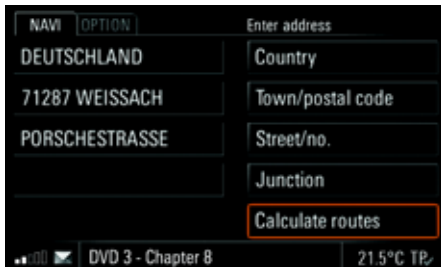 NAVI OPTION Enter address
DEUTSCHLAND Country
71287 WEISSACH Town/postal code
PORSCHESTRASSE Street/no.
Junction
Calculate routes
DVD 3 - Chapter 8 21.5°C TP